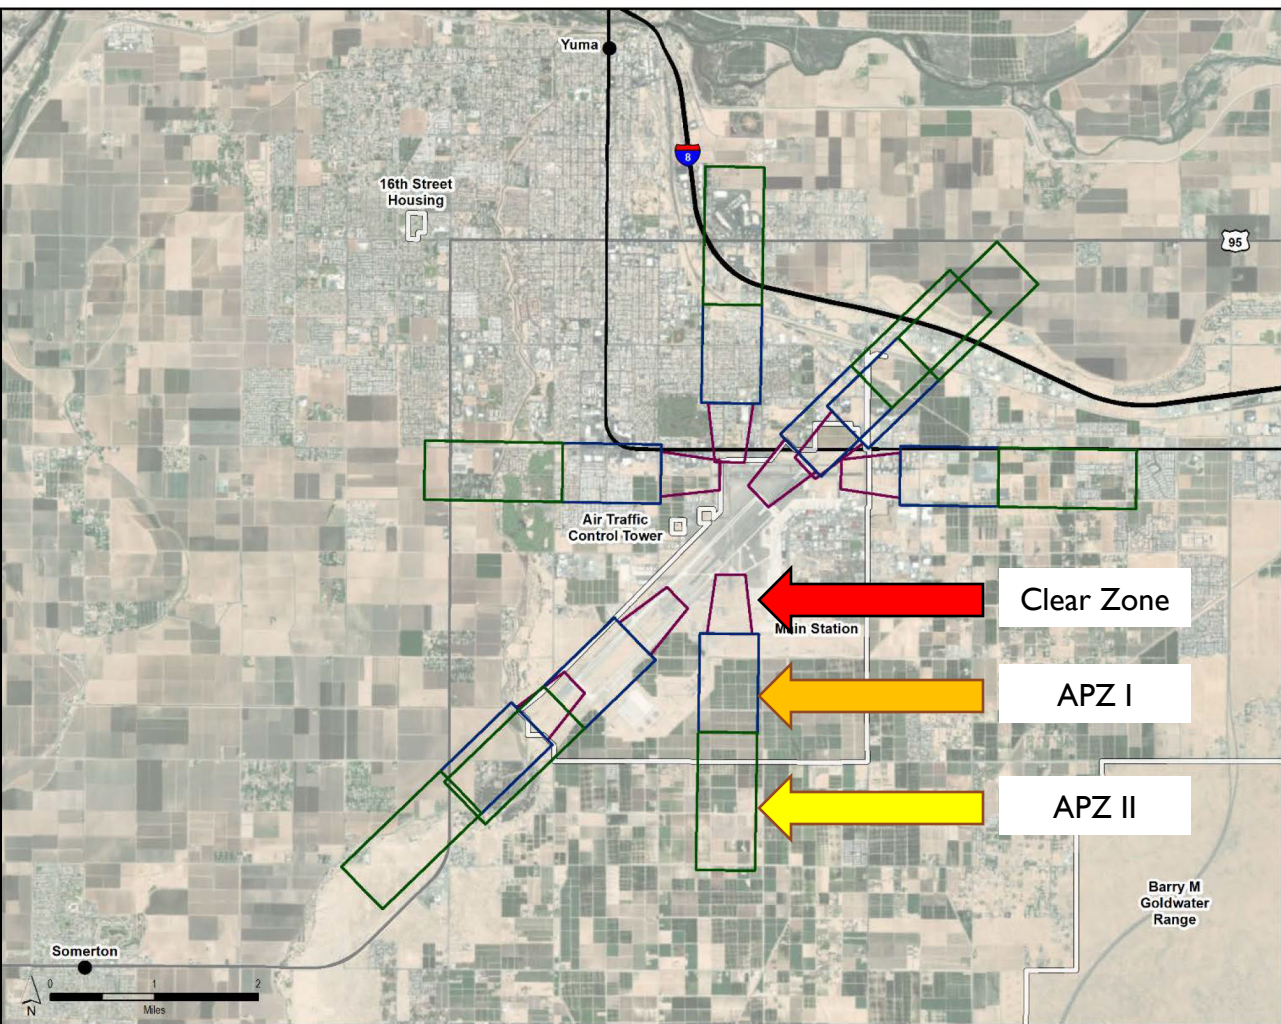 Yuma
8
16th Street
Housing
95
Air Traffic
Control Tower
Clear Zone
Main Station
APZ I
APZ II
Barry M
Goldwater
Range
Somerton
0 1 2
Miles
N